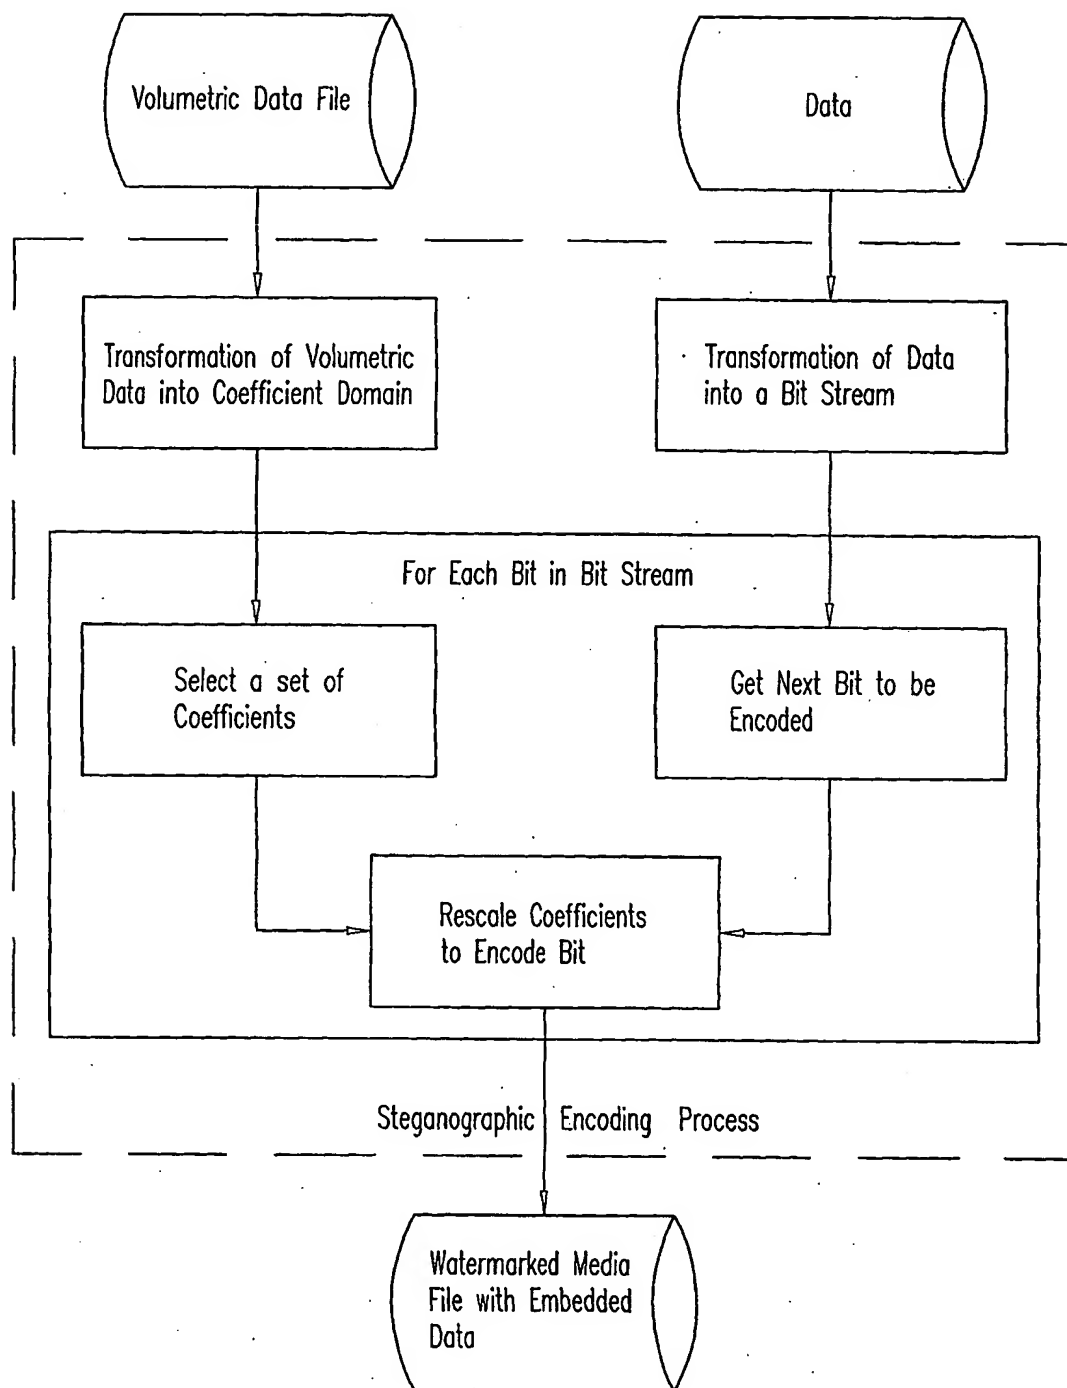 Volumetric Data File
Data
Transformation of Volumetric
Data into Coefficient Domain
Transformation of Data
into a Bit Stream
For Each Bit in Bit Stream
Select a set of
Coefficients
Get Next Bit to be
Encoded
Rescale Coefficients
to Encode Bit
Steganographic Encoding Process
Watermarked Media
File with Embedded
Data